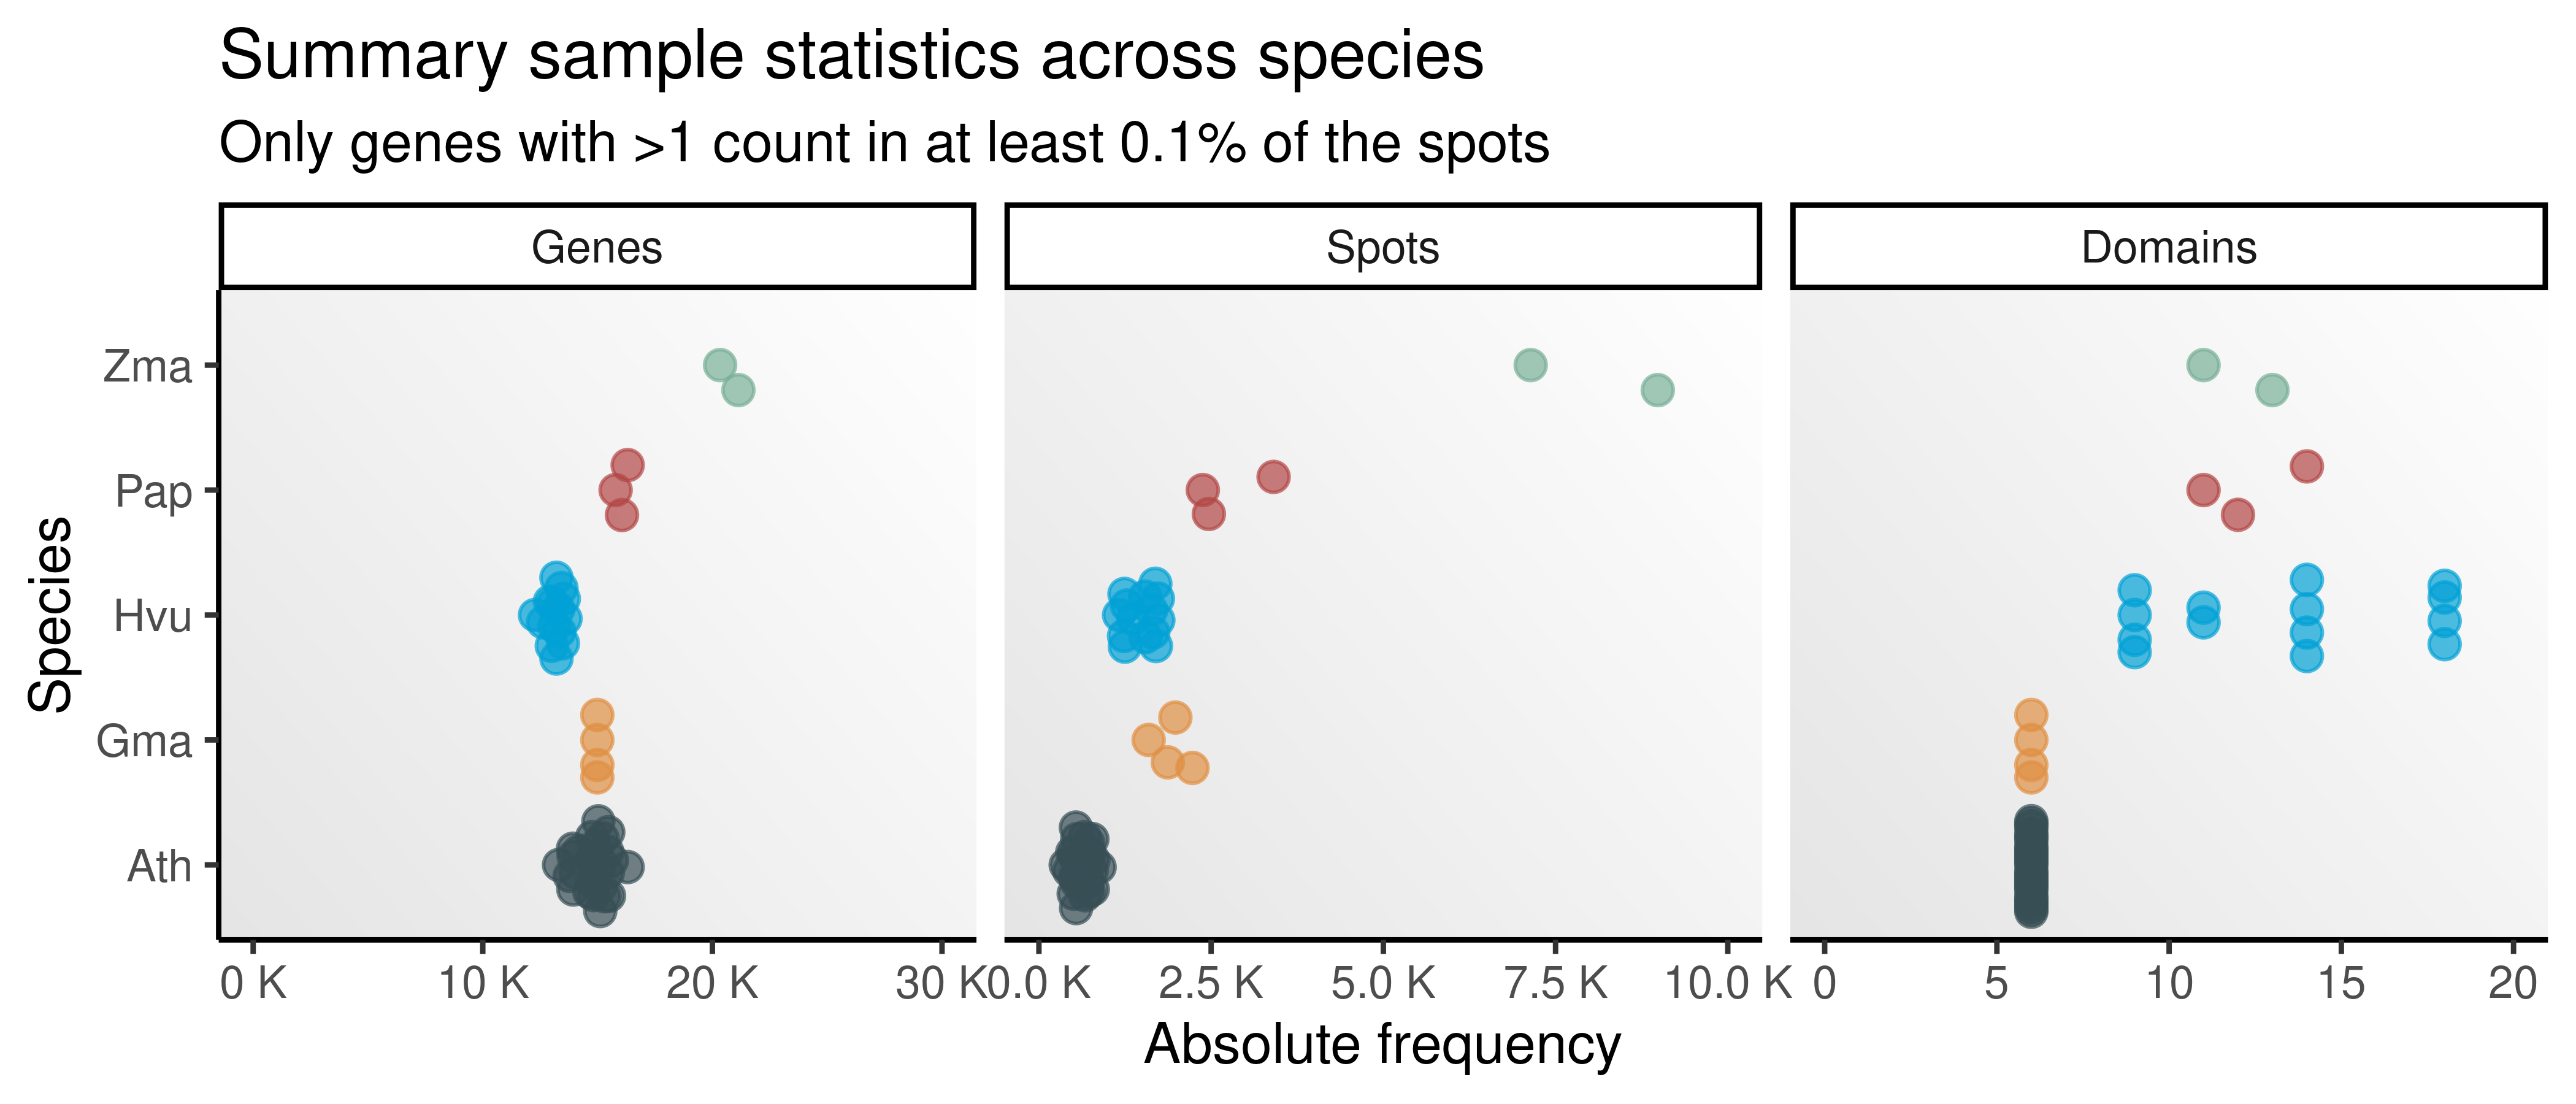 Summary sample statistics across species
Only genes with >1 count in at least 0.1% of the spots
Genes
Spots
Domains
Species
Zma
Pap
Hvu
Gma
Ath
0 K 10 K 20 K 30 K
0.0 K 2.5 K 5.0 K 7.5 K 10.0 K
0 5 10 15 20
Absolute frequency